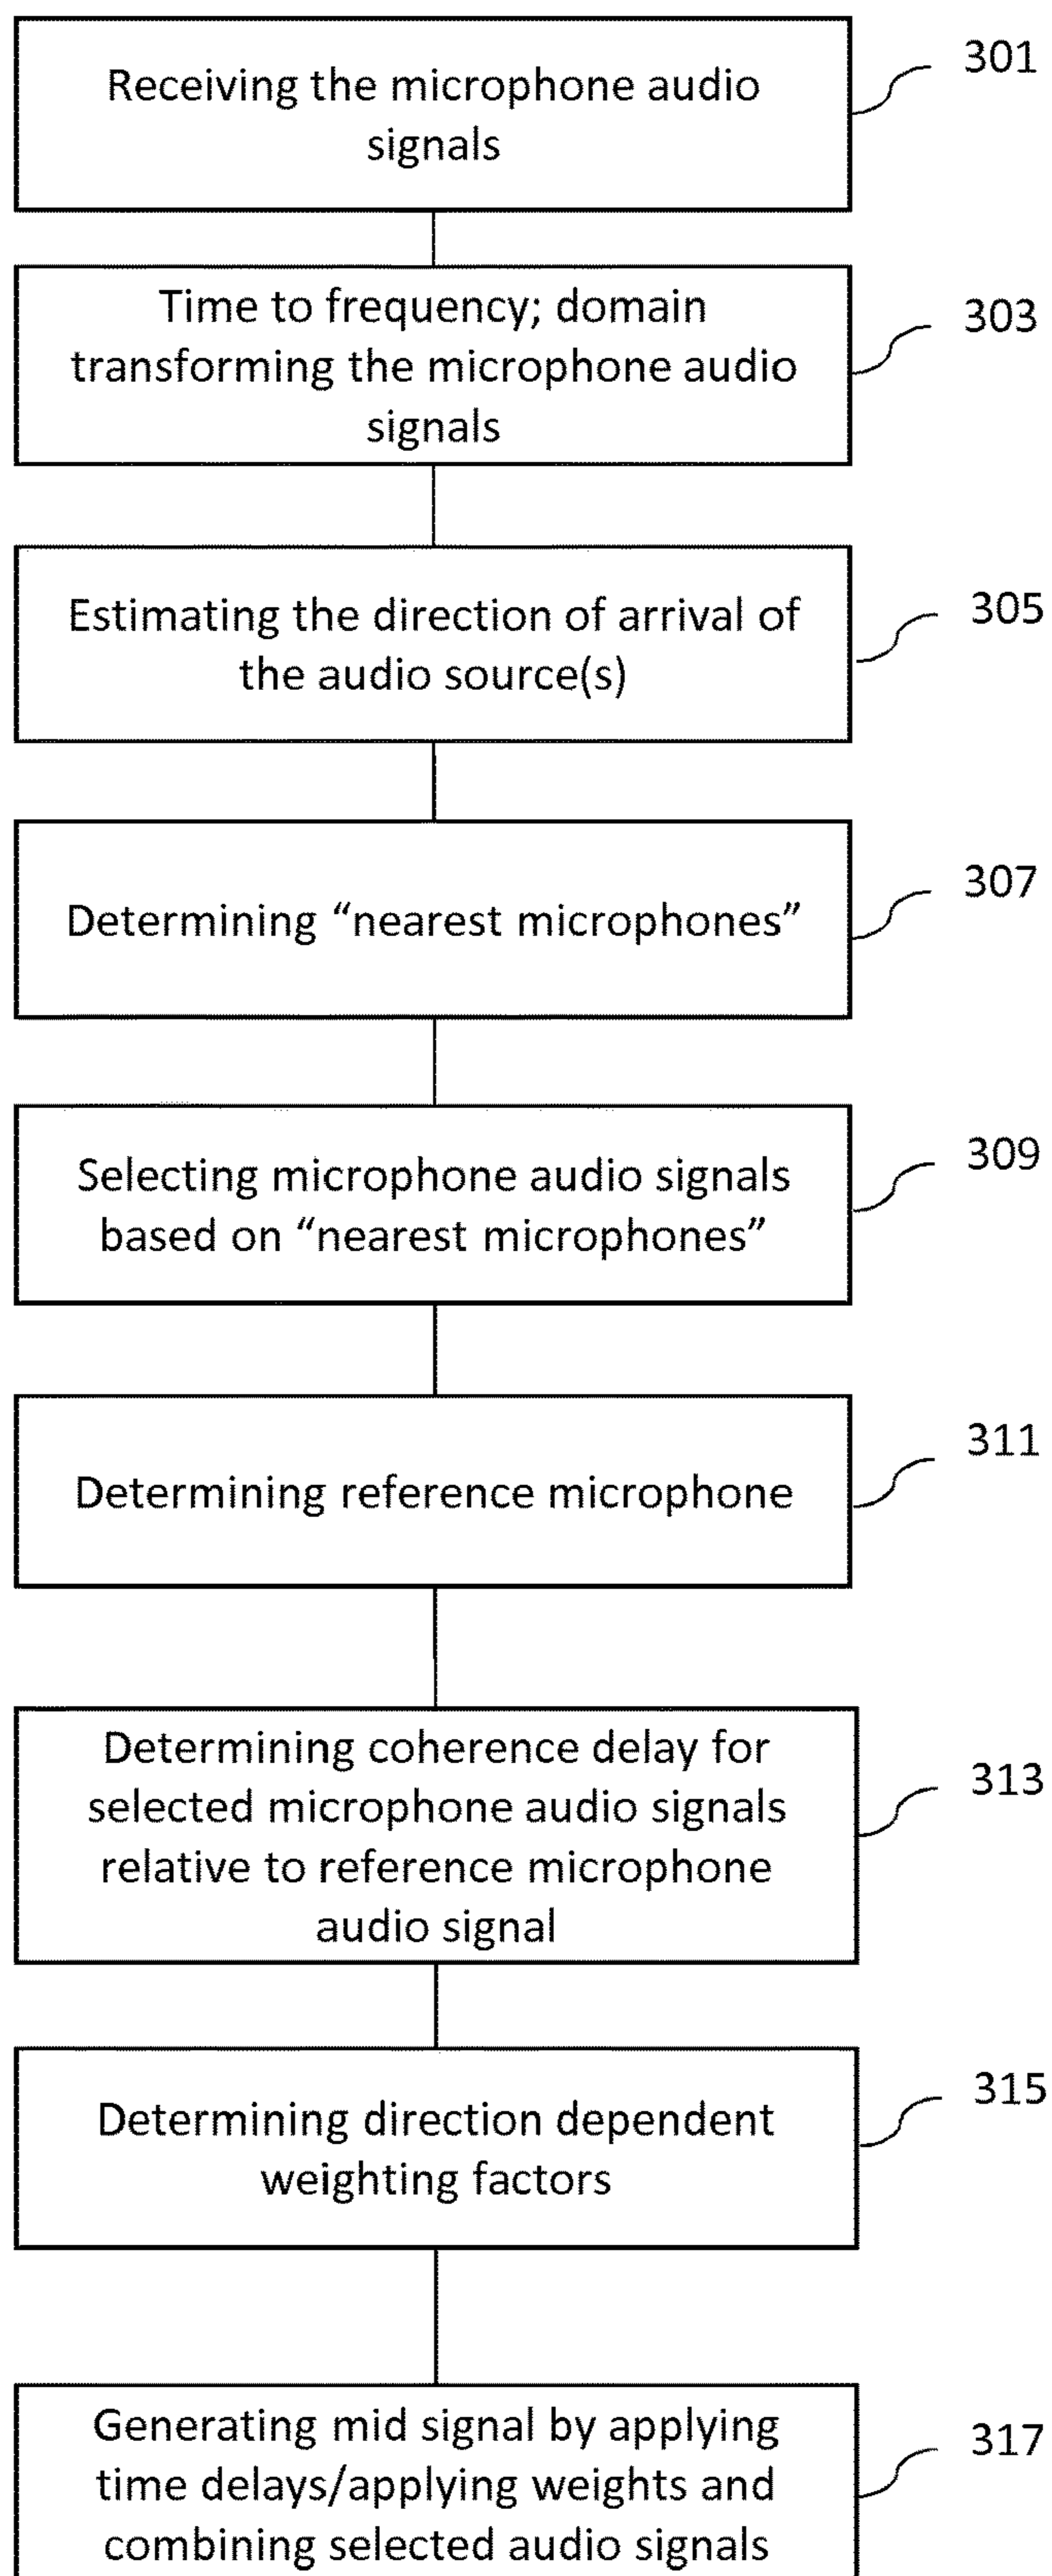 Receiving the microphone audio
signals
301
Time to frequency; domain
transforming the microphone audio
signals
303
Estimating the direction of arrival of
the audio source(s)
305
Determining “nearest microphones”
307
Selecting microphone audio signals
based on “nearest microphones”
309
Determining reference microphone
311
Determining coherence delay for
selected microphone audio signals
relative to reference microphone
audio signal
313
Determining direction dependent
weighting factors
315
Generating mid signal by applying
time delays/applying weights and
combining selected audio signals
317